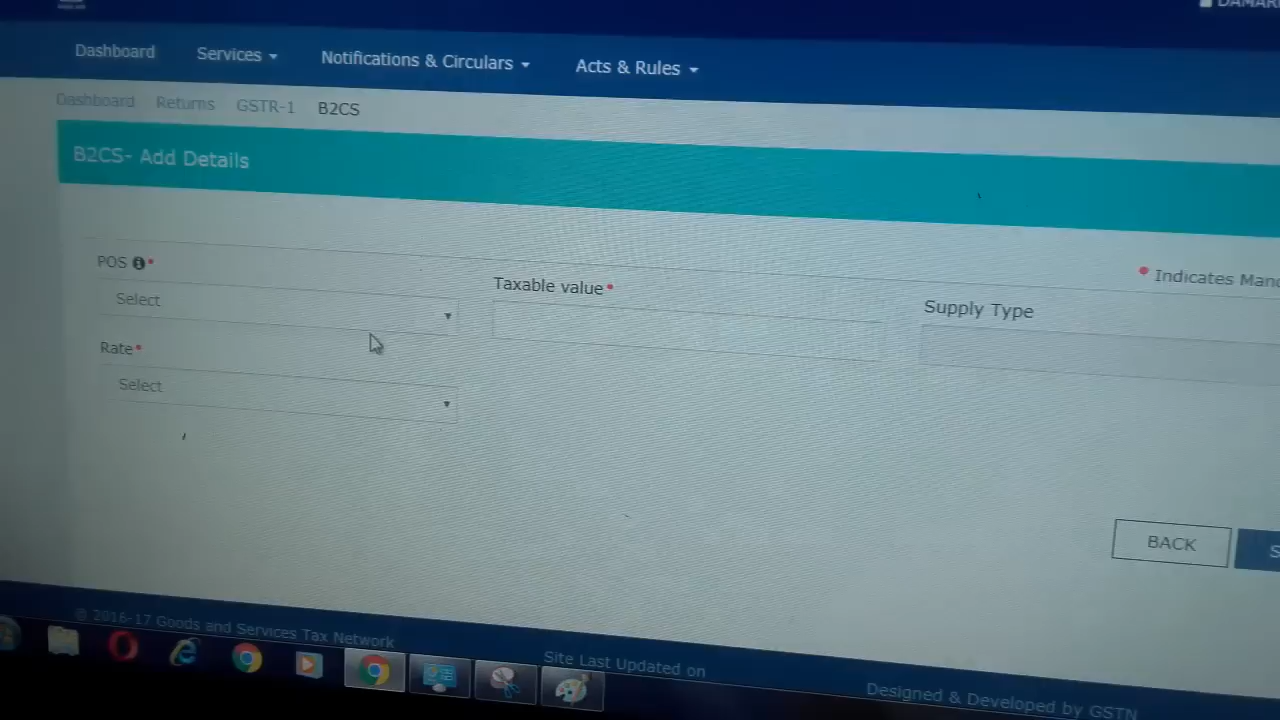 Dashboard Services Notifications & Circulars Acts & Rules
Dashboard Returns GSTR-1 B2CS
B2CS- Add Details
Indicates
POS
Taxable value
Supply Type
Select
Rate
Select
BACK
© 2016-17 Goods and Services Tax Network
Site Last Updated on
Designed & Developed by GSTN